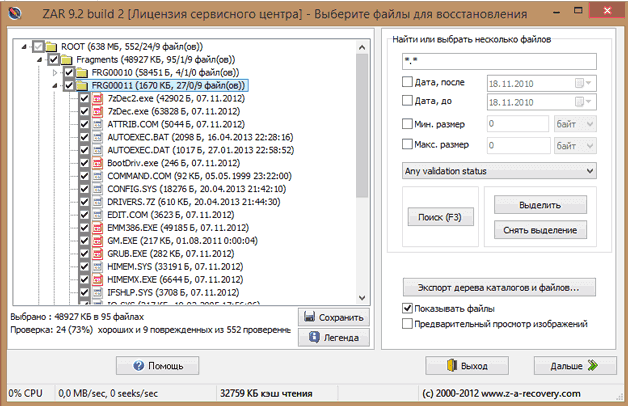 ZAR 9.2 build 2 [Лицензия сервисного центра] - Выберите файлы для восстановления
ROOT (638 МБ, 552/24/9 файл(ов))
Fragments (48927 КБ, 95/1/9 файл(ов))
FRG00010 (58451 Б, 4/1/0 файл(ов))
FRG00011 (1670 КБ, 27/0/9 файл(ов))
7zDec2.exe (42902 Б, 07.11.2012)
7zDec.exe (63828 Б, 07.11.2012)
ATTRIB.COM (5044 Б, 07.11.2012)
AUTOEXEC.BAT (2098 Б, 16.04.2013 22:28:16)
AUTOEXEC.DAT (1017 Б, 27.01.2013 22:58:52)
BootDriv.exe (246 Б, 07.11.2012)
COMMAND.COM (92 КБ, 05.05.1999 23:22:00)
CONFIG.SYS (18276 Б, 20.04.2013 21:42:10)
DRIVERS.7Z (610 КБ, 20.04.2013 21:44:30)
EDIT.COM (3623 Б, 07.11.2012)
EMM386.EXE (49185 Б, 07.11.2012)
GM.EXE (217 КБ, 01.08.2011 0:00:04)
GRUB.EXE (282 КБ, 07.11.2012)
HIMEM.SYS (33191 Б, 07.11.2012)
HIMEMX.EXE (6644 Б, 07.11.2012)
IFSHLP.SYS (3708 Б, 07.11.2012)
Выбрано : 48927 КБ в 95 файлах
Проверка: 24 (73%) хороших и 9 поврежденных из 552 проверенн
Сохранить
Легенда
Найти или выбрать несколько файлов
*.*
Дата, после 18.11.2010
Дата, до 18.11.2010
Мин. размер 0 байт
Макс. размер 0 байт
Any validation status
Поиск (F3)
Выделить
Снять выделение
Экспорт дерева каталогов и файлов...
Показывать файлы
Предварительный просмотр изображений
Помощь
Выход
Дальше
0% CPU 0,0 MB/sec, 0 seeks/sec 32759 КБ кэш чтения (c) 2000-2012 www.z-a-recovery.com